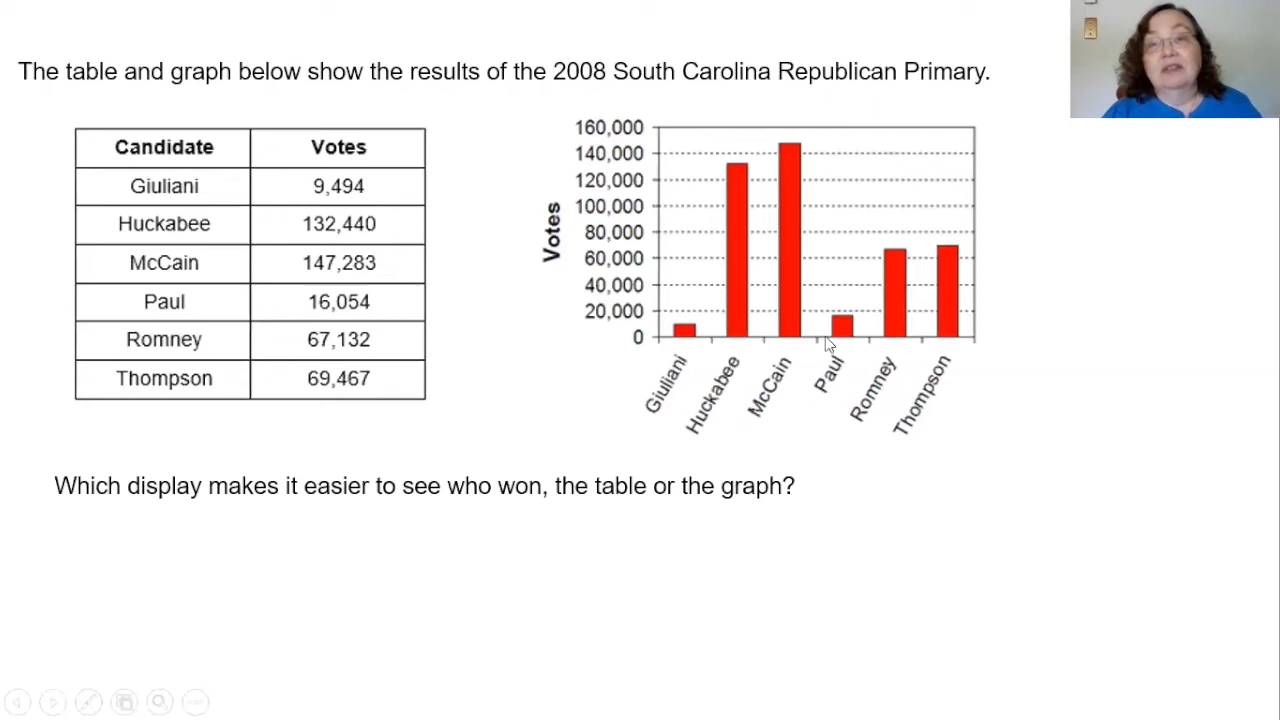 The table and graph below show the results of the 2008 South Carolina Republican Primary.
Candidate Votes
Giuliani 9,494
Huckabee 132,440
McCain 147,283
Paul 16,054
Romney 67,132
Thompson 69,467
Votes
160,000
140,000
120,000
100,000
80,000
60,000
40,000
20,000
0
Giuliani
Huckabee
McCain
Paul
Romney
Thompson
Which display makes it easier to see who won, the table or the graph?